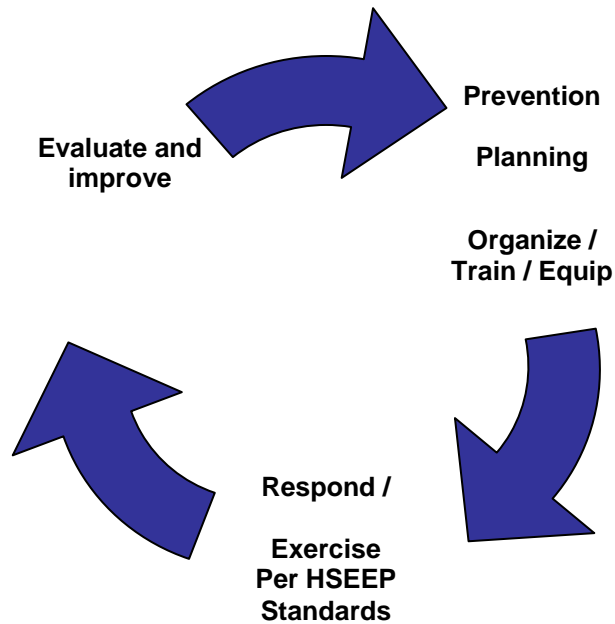 Prevention
Planning
Evaluate and
improve
Organize /
Train / Equip
Respond /
Exercise
Per HSEEP
Standards